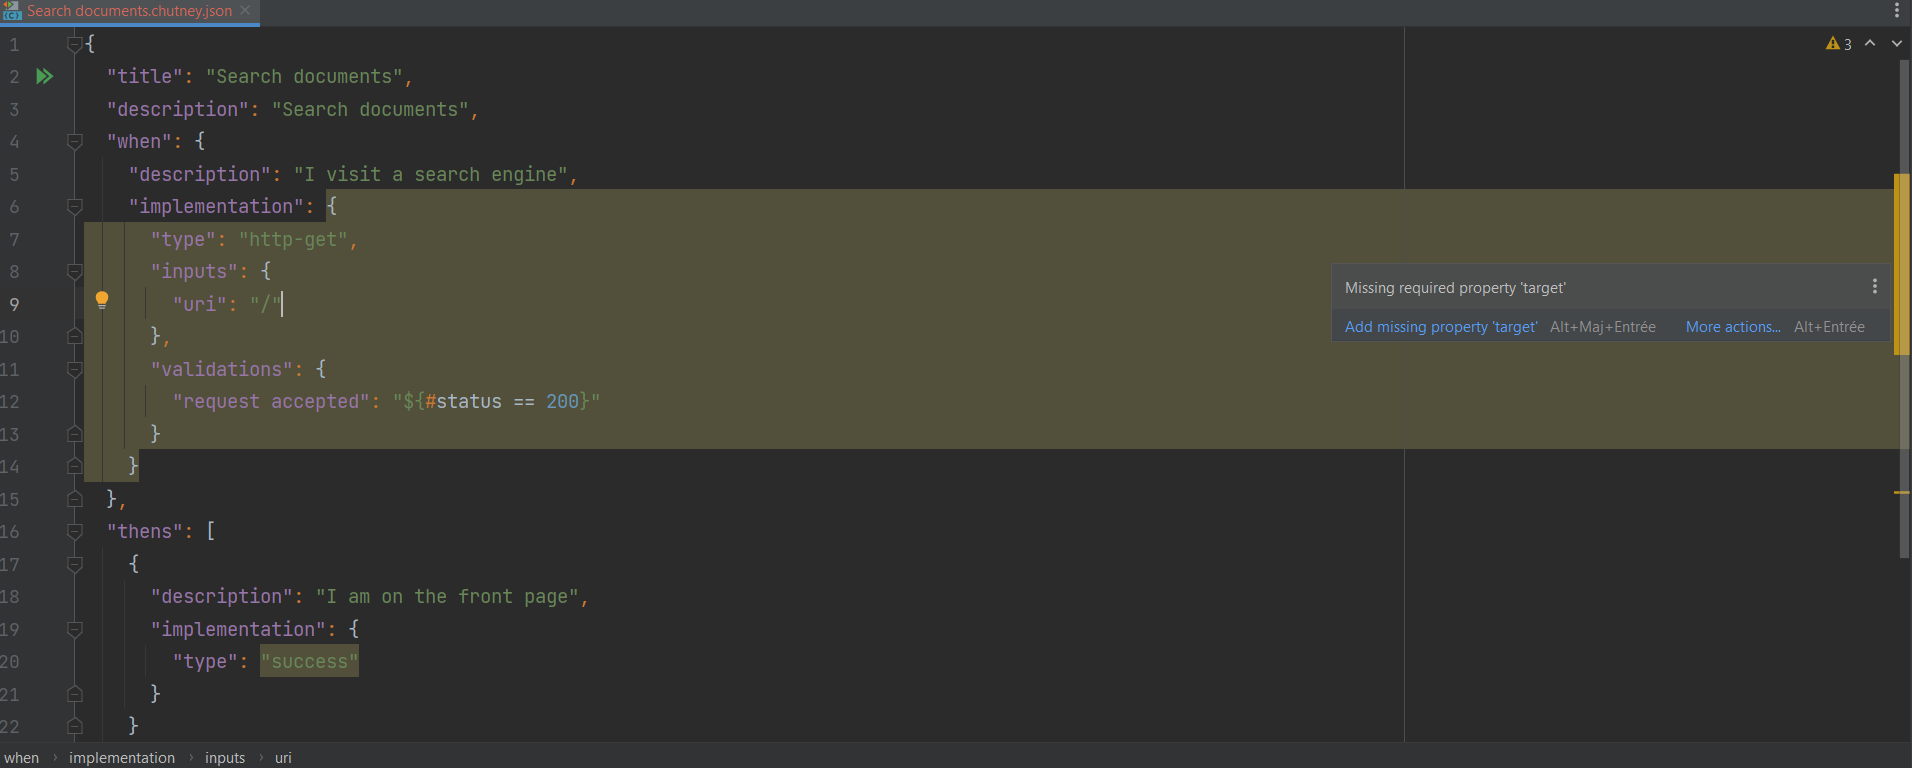 Search documents.chutney.json
1 {
3
2 "title": "Search documents",
3 "description": "Search documents",
4 "when": {
5 "description": "I visit a search engine",
6 "implementation": {
7 "type": "http-get",
8 "inputs": {
9 "uri": "/"
10 },
11 "validations": {
12 "request accepted": "${#status == 200}"
13 }
14 }
15 },
16 "thens": [
17 {
18 "description": "I am on the front page",
19 "implementation": {
20 "type": "success"
21 }
22 }
Missing required property 'target'
Add missing property 'target' Alt+Maj+Entrée More actions... Alt+Entrée
when › implementation › inputs › uri